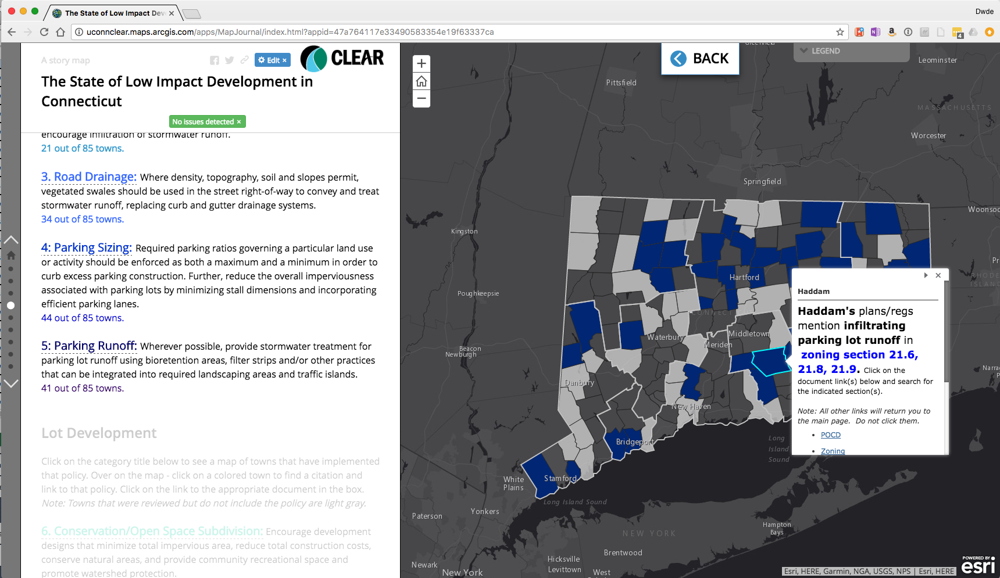 The State of Low Impact Dev
Dwde
uconnclear.maps.arcgis.com/apps/MapJournal/index.html?appid=47a764117e33490583354e19f63337ca
4
A story map
Edit ×
CLEAR
The State of Low Impact Development in
Connecticut
No issues detected ×
encourage infiltration of stormwater runoff.
21 out of 85 towns.
3. Road Drainage: Where density, topography, soil and slopes permit,
vegetated swales should be used in the street right-of-way to convey and treat
stormwater runoff, replacing curb and gutter drainage systems.
34 out of 85 towns.
4: Parking Sizing: Required parking ratios governing a particular land use
or activity should be enforced as both a maximum and a minimum in order to
curb excess parking construction. Further, reduce the overall imperviousness
associated with parking lots by minimizing stall dimensions and incorporating
efficient parking lanes.
44 out of 85 towns.
5: Parking Runoff: Wherever possible, provide stormwater treatment for
parking lot runoff using bioretention areas, filter strips and/or other practices
that can be integrated into required landscaping areas and traffic islands.
41 out of 85 towns.
Lot Development
Click on the category title below to see a map of towns that have implemented
that policy. Over on the map - click on a colored town to find a citation and
link to that policy. Click on the link to the appropriate document in the box.
Note: Towns that were reviewed but do not include the policy are light gray.
6. Conservation/Open Space Subdivision: Encourage development
designs that minimize total impervious area, reduce total construction costs,
conserve natural areas, and provide community recreational space and
promote watershed protection.
+
−
BACK
LEGEND
Leominster
Pittsfield
MASSACHUSETTS
Worcester
Springfield
Woonsoc
Kingston
Pr
RHODE
ISLAN
Hartford
Poughkeepsie
CONNECTI
Waterbury
Middletown
Meriden
Beacon
Newburgh
Danbury
New Haven
Narra
Bridgeport
Long
Island
Sound
White
Plains
Stamford
Long Island Sound
Yonkers
Paterson
Hampton
Bays
NEW YORK
Brentwood
Hicksville
Levittown
Newark
New York
West
Haddam
Haddam's plans/regs
mention infiltrating
parking lot runoff in
zoning section 21.6,
21.8, 21.9. Click on the
document link(s) below and search for
the indicated section(s).
Note: All other links will return you to
the main page. Do not click them.
• POCD
• Zoning
Esri, HERE, Garmin, NGA, USGS, NPS | Esri, HERE
POWERED BY
esri